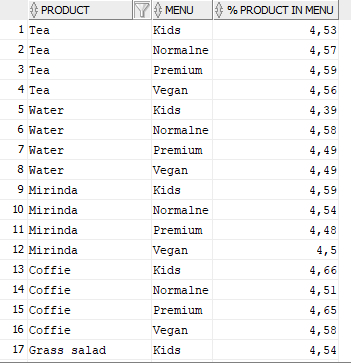 PRODUCT MENU % PRODUCT IN MENU
1 Tea Kids 4,53
2 Tea Normalne 4,57
3 Tea Premium 4,59
4 Tea Vegan 4,56
5 Water Kids 4,39
6 Water Normalne 4,58
7 Water Premium 4,49
8 Water Vegan 4,49
9 Mirinda Kids 4,59
10 Mirinda Normalne 4,54
11 Mirinda Premium 4,48
12 Mirinda Vegan 4,5
13 Coffie Kids 4,66
14 Coffie Normalne 4,51
15 Coffie Premium 4,65
16 Coffie Vegan 4,58
17 Grass salad Kids 4,54